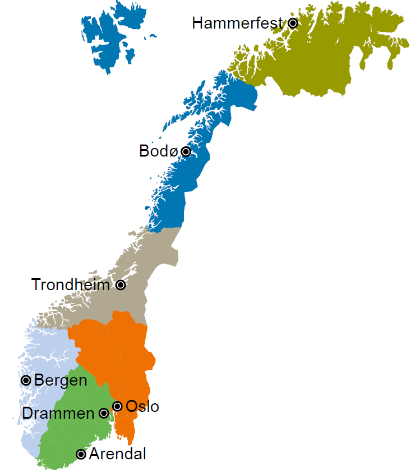 Hammerfest
Bodø
Trondheim
Bergen
Oslo
Drammen
Arendal